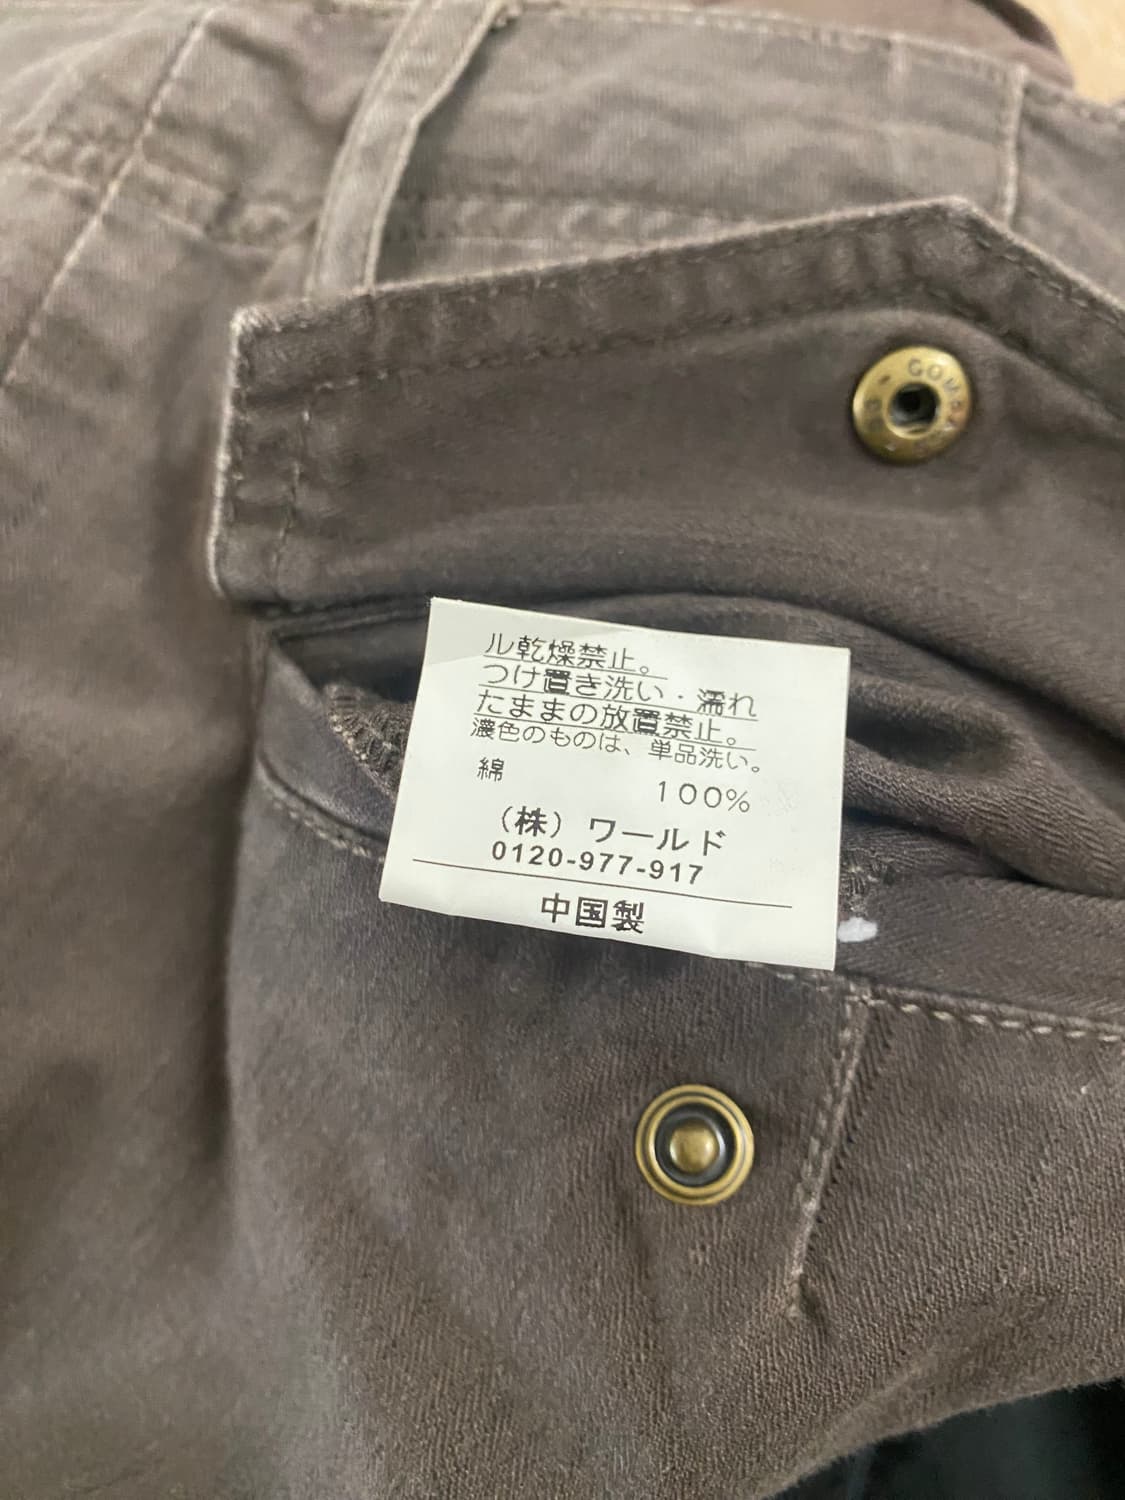 ル乾燥禁止。
つけ置き洗い・濡れ
たままの放置禁止。
濃色のものは、単品洗い。
綿 100%
（株）ワールド
0120-977-917
中国製